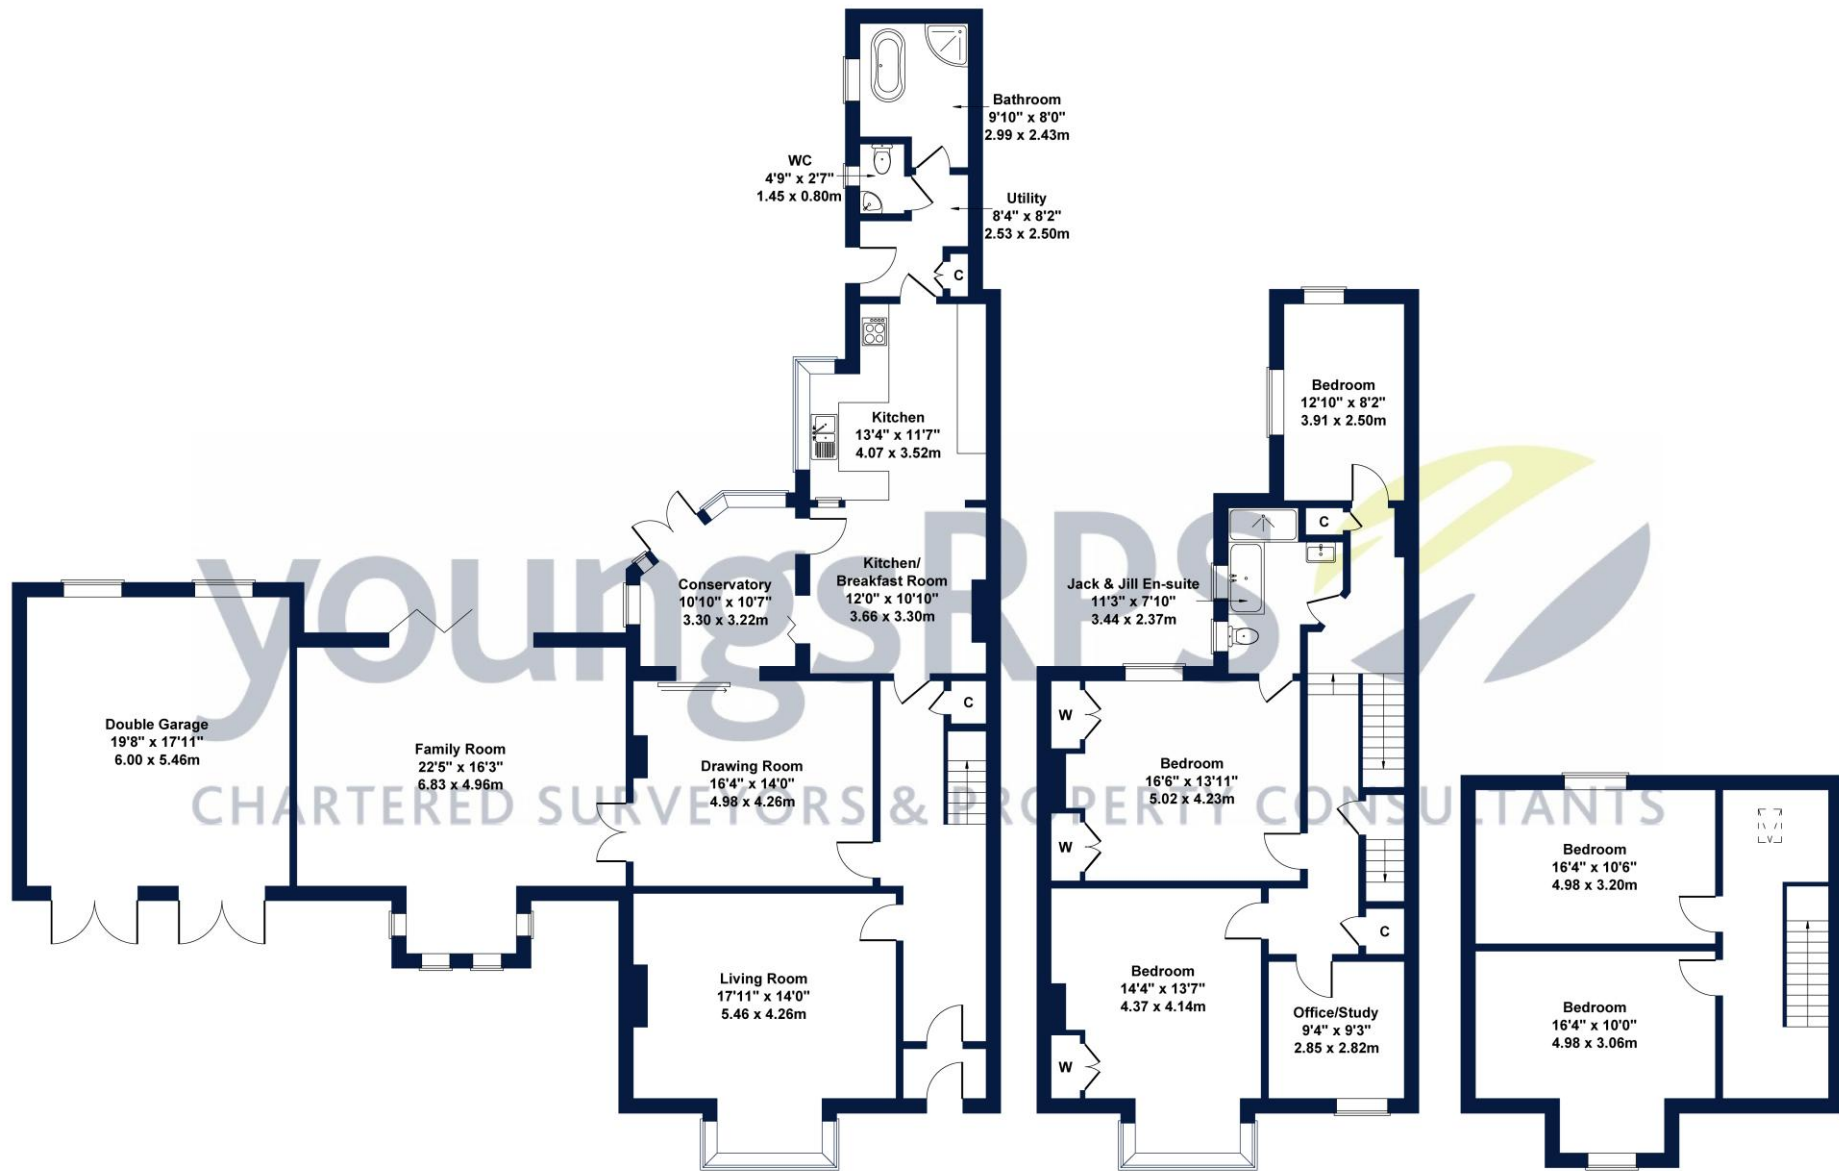 Bathroom
9'10" x 8'0"
2.99 x 2.43m
WC
4'9" x 2'7"
1.45 x 0.80m
Utility
8'4" x 8'2"
2.53 x 2.50m
C
Kitchen
13'4" x 11'7"
4.07 x 3.52m
Conservatory
10'10" x 10'7"
3.30 x 3.22m
Kitchen/
Breakfast Room
12'0" x 10'10"
3.66 x 3.30m
Double Garage
19'8" x 17'11"
6.00 x 5.46m
Family Room
22'5" x 16'3"
6.83 x 4.96m
Drawing Room
16'4" x 14'0"
4.98 x 4.26m
C
Living Room
17'11" x 14'0"
5.46 x 4.26m
Bedroom
12'10" x 8'2"
3.91 x 2.50m
C
Jack & Jill En-suite
11'3" x 7'10"
3.44 x 2.37m
W
Bedroom
16'6" x 13'11"
5.02 x 4.23m
W
C
Bedroom
14'4" x 13'7"
4.37 x 4.14m
W
Office/Study
9'4" x 9'3"
2.85 x 2.82m
Bedroom
16'4" x 10'6"
4.98 x 3.20m
Bedroom
16'4" x 10'0"
4.98 x 3.06m
youngsRPS
CHARTERED SURVEYORS & PROPERTY CONSULTANTS